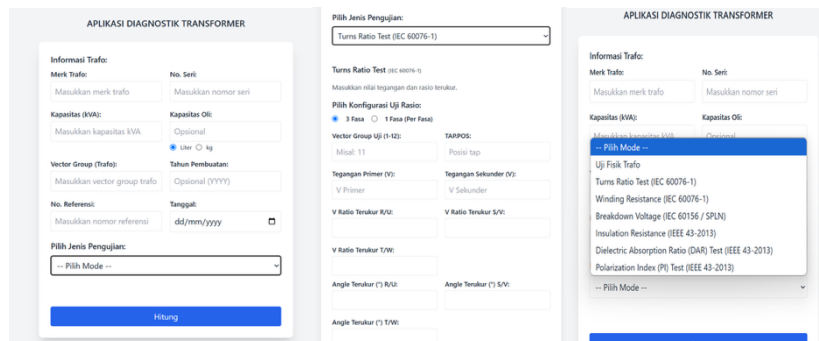 APLIKASI DIAGNOSTIK TRANSFORMER
Informasi Trafo:
Merk Trafo: No. Seri:
Masukkan merk trafo Masukkan nomor seri
Kapasitas (kVA): Kapasitas Oli:
Masukkan kapasitas kVA Opsional
Liter kg
Vector Group (Trafo): Tahun Pembuatan:
Masukkan vector group trafo Opsional (YYYY)
No. Referensi: Tanggal:
Masukkan nomor referensi dd/mm/yyyy
Pilih Jenis Pengujian:
-- Pilih Mode --
Hitung
Pilih Jenis Pengujian:
Turns Ratio Test (IEC 60076-1)
Turns Ratio Test (IEC 60076-1)
Masukkan nilai tegangan dan rasio terukur.
Pilih Konfigurasi Uji Rasio:
3 Fasa 1 Fasa (Per Fasa)
Vector Group Uji (1-12): TAP.POS:
Misal: 11 Posisi tap
Tegangan Primer (V): Tegangan Sekunder (V):
V Primer V Sekunder
V Ratio Terukur R/U: V Ratio Terukur S/V:
V Ratio Terukur T/W:
Angle Terukur (°) R/U: Angle Terukur (°) S/V:
Angle Terukur (°) T/W:
APLIKASI DIAGNOSTIK TRANSFORMER
Informasi Trafo:
Merk Trafo: No. Seri:
Masukkan merk trafo Masukkan nomor seri
Kapasitas (kVA): Kapasitas Oli:
Masukkan kapasitas kVA Opsional
-- Pilih Mode --
Uji Fisik Trafo
Turns Ratio Test (IEC 60076-1)
Winding Resistance (IEC 60076-1)
Breakdown Voltage (IEC 60156 / SPLN)
Insulation Resistance (IEEE 43-2013)
Dielectric Absorption Ratio (DAR) Test (IEEE 43-2013)
Polarization Index (PI) Test (IEEE 43-2013)
-- Pilih Mode --